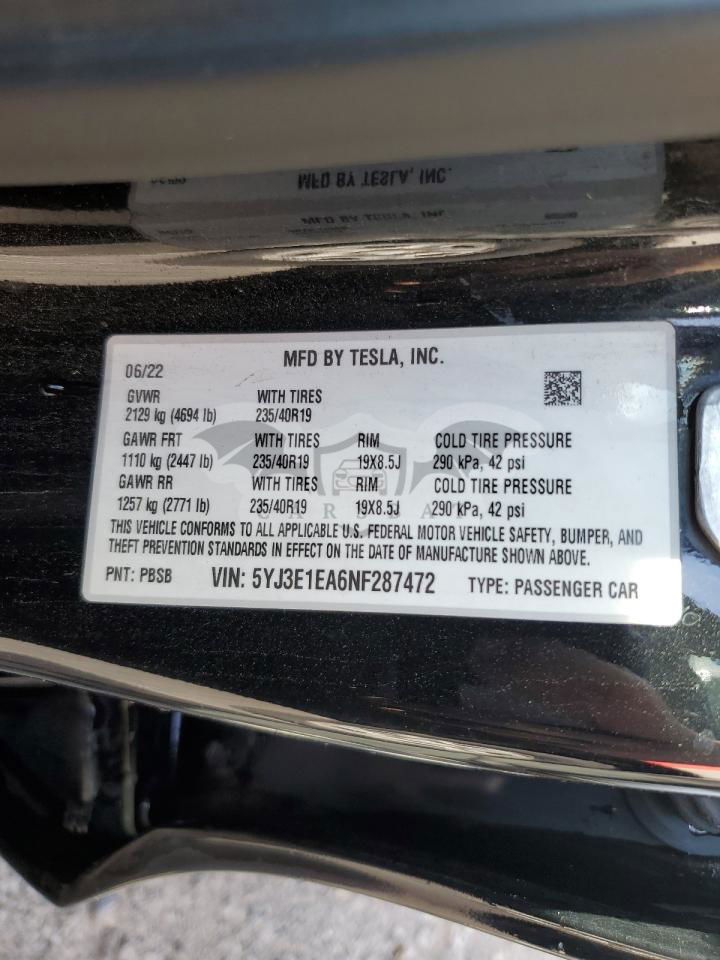 MFD BY TESLA, INC.
MFD BY TESLA, INC.
06/22 MFD BY TESLA, INC.
GVWR WITH TIRES
2129 kg (4694 lb) 235/40R19
GAWR FRT WITH TIRES RIM COLD TIRE PRESSURE
1110 kg (2447 lb) 235/40R19 19X8.5J 290 kPa, 42 psi
GAWR RR WITH TIRES RIM COLD TIRE PRESSURE
1257 kg (2771 lb) 235/40R19 19X8.5J 290 kPa, 42 psi
THIS VEHICLE CONFORMS TO ALL APPLICABLE U.S. FEDERAL MOTOR VEHICLE SAFETY, BUMPER, AND
THEFT PREVENTION STANDARDS IN EFFECT ON THE DATE OF MANUFACTURE SHOWN ABOVE.
PNT: PBSB VIN: 5YJ3E1EA6NF287472 TYPE: PASSENGER CAR